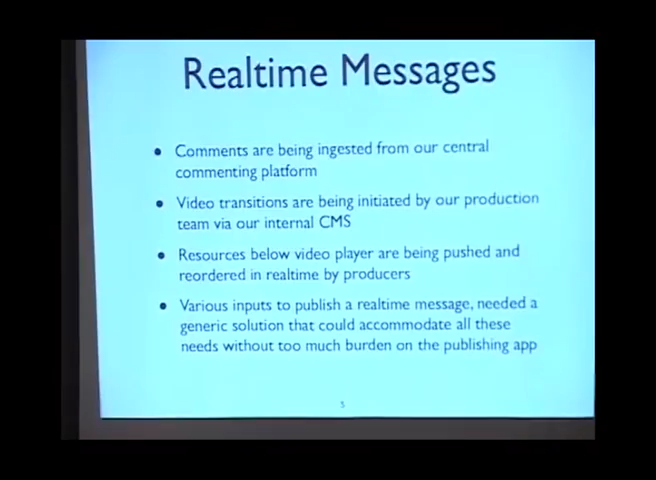 Realtime Messages
• Comments are being ingested from our central
commenting platform
• Video transitions are being initiated by our production
team via our internal CMS
• Resources below video player are being pushed and
reordered in realtime by producers
• Various inputs to publish a realtime message, needed a
generic solution that could accommodate all these
needs without too much burden on the publishing app
5